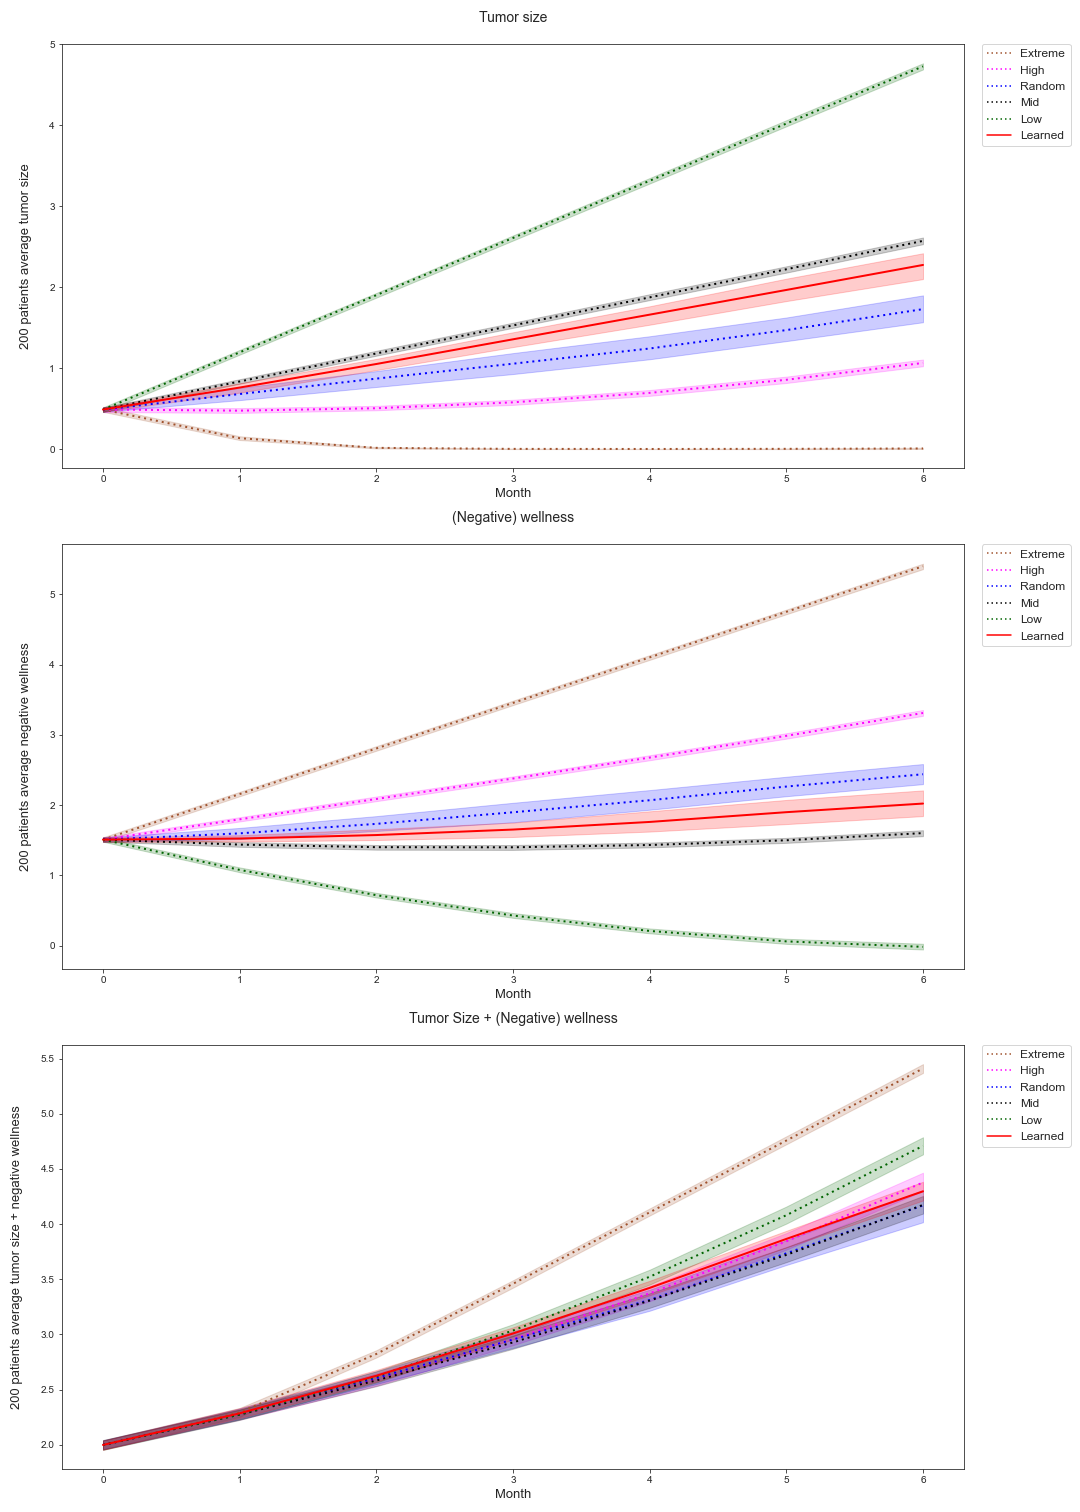 Tumor size
200 patients average tumor size
5
4
3
2
1
0
0 1 2 3 4 5 6
Month
Extreme
High
Random
Mid
Low
Learned
(Negative) wellness
200 patients average negative wellness
5
4
3
2
1
0
0 1 2 3 4 5 6
Month
Extreme
High
Random
Mid
Low
Learned
Tumor Size + (Negative) wellness
200 patients average tumor size + negative wellness
5.5
5.0
4.5
4.0
3.5
3.0
2.5
2.0
0 1 2 3 4 5 6
Month
Extreme
High
Random
Mid
Low
Learned